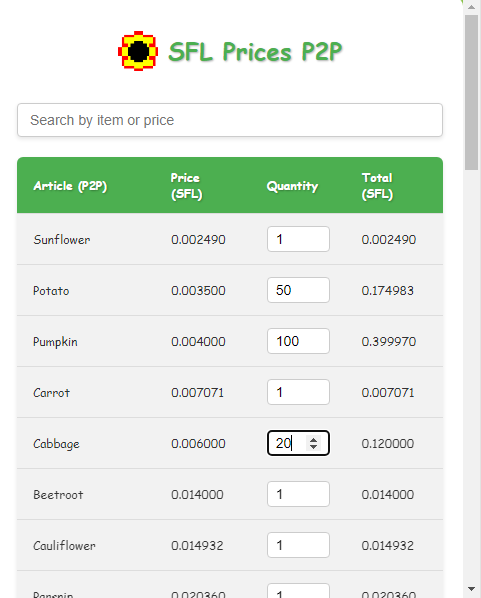 SFL Prices P2P
Search by item or price
Article (P2P) Price (SFL) Quantity Total (SFL)
Sunflower 0.002490 1 0.002490
Potato 0.003500 50 0.174983
Pumpkin 0.004000 100 0.399970
Carrot 0.007071 1 0.007071
Cabbage 0.006000 20 0.120000
Beetroot 0.014000 1 0.014000
Cauliflower 0.014932 1 0.014932
Parsnip 0.020360 1 0.020360